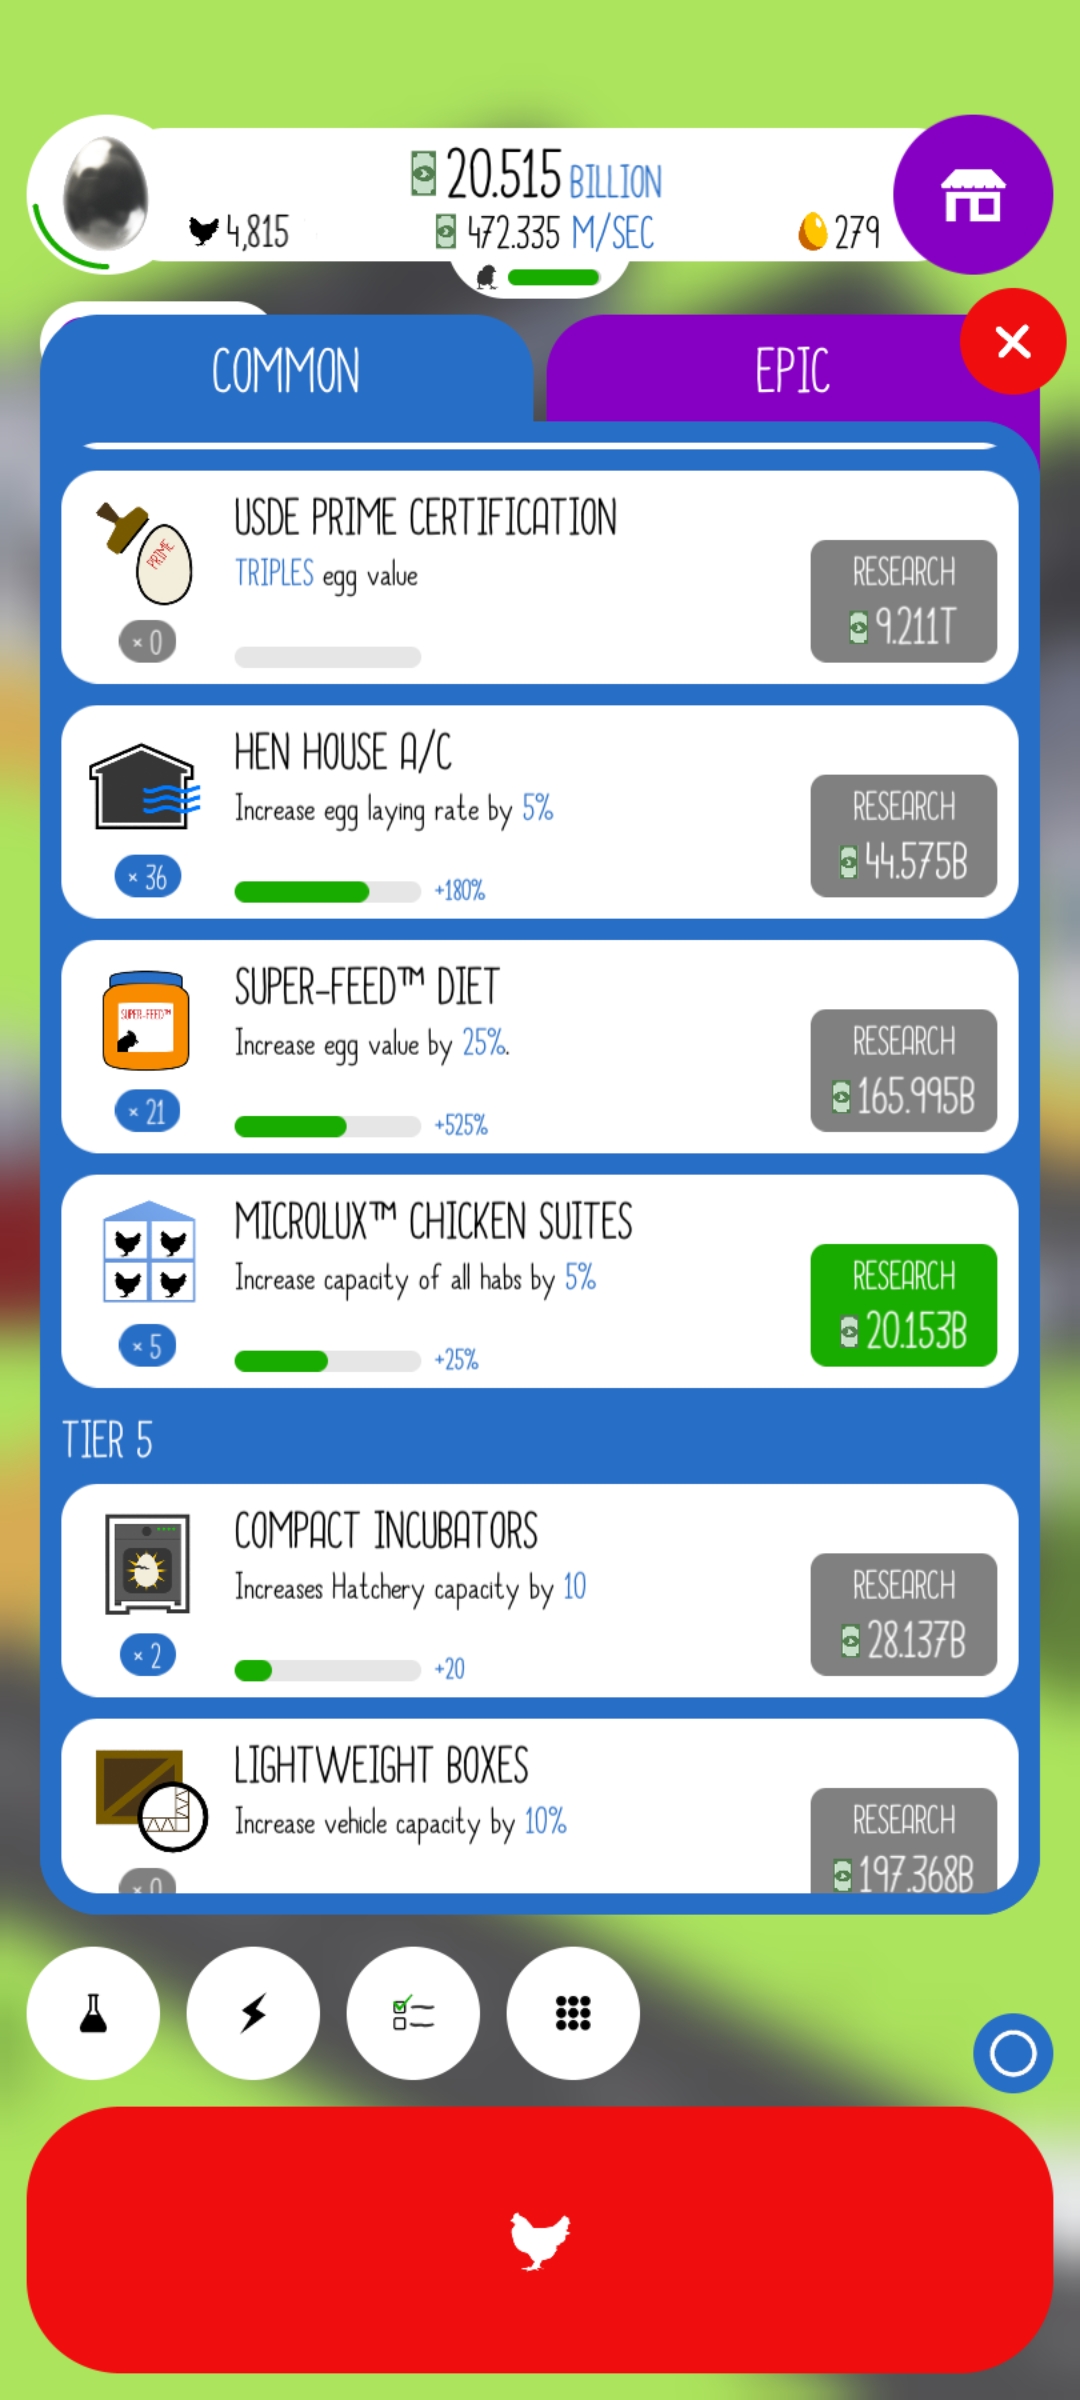 20.515 BILLION
4,815
472.335 M/SEC
279
COMMON
EPIC
USDE PRIME CERTIFICATION
TRIPLES egg value
PRIME
× 0
RESEARCH
9.211T
HEN HOUSE A/C
Increase egg laying rate by 5%
× 36
+180%
RESEARCH
44.575B
SUPER-FEED™ DIET
Increase egg value by 25%.
SUPER-FEED™
× 21
+525%
RESEARCH
165.995B
MICROLUX™ CHICKEN SUITES
Increase capacity of all habs by 5%
× 5
+25%
RESEARCH
20.153B
TIER 5
COMPACT INCUBATORS
Increases Hatchery capacity by 10
× 2
+20
RESEARCH
28.137B
LIGHTWEIGHT BOXES
Increase vehicle capacity by 10%
× 0
RESEARCH
197.368B